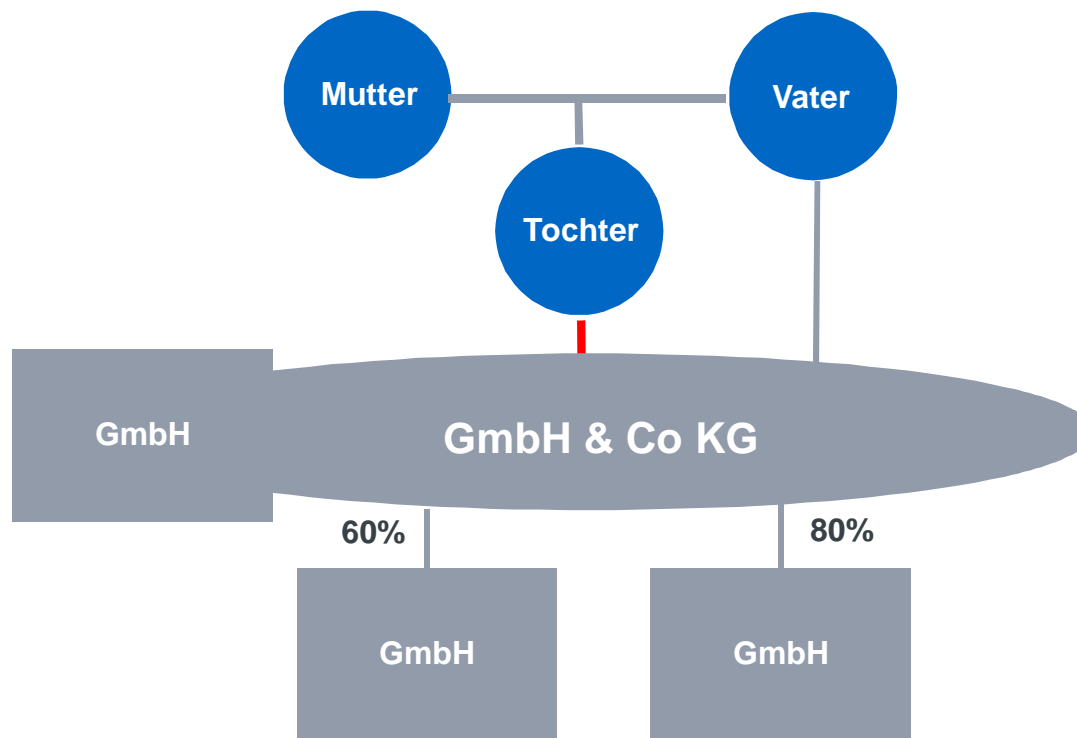 Mutter
Vater
Tochter
GmbH
GmbH & Co KG
60%
80%
GmbH
GmbH